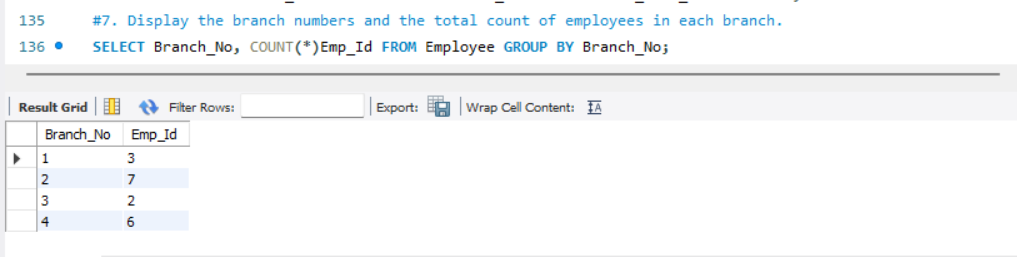 135 #7. Display the branch numbers and the total count of employees in each branch.
136 SELECT Branch_No, COUNT(*)Emp_Id FROM Employee GROUP BY Branch_No;
Result Grid Filter Rows: Export: Wrap Cell Content: IA
Branch_No Emp_Id
1 3
2 7
3 2
4 6